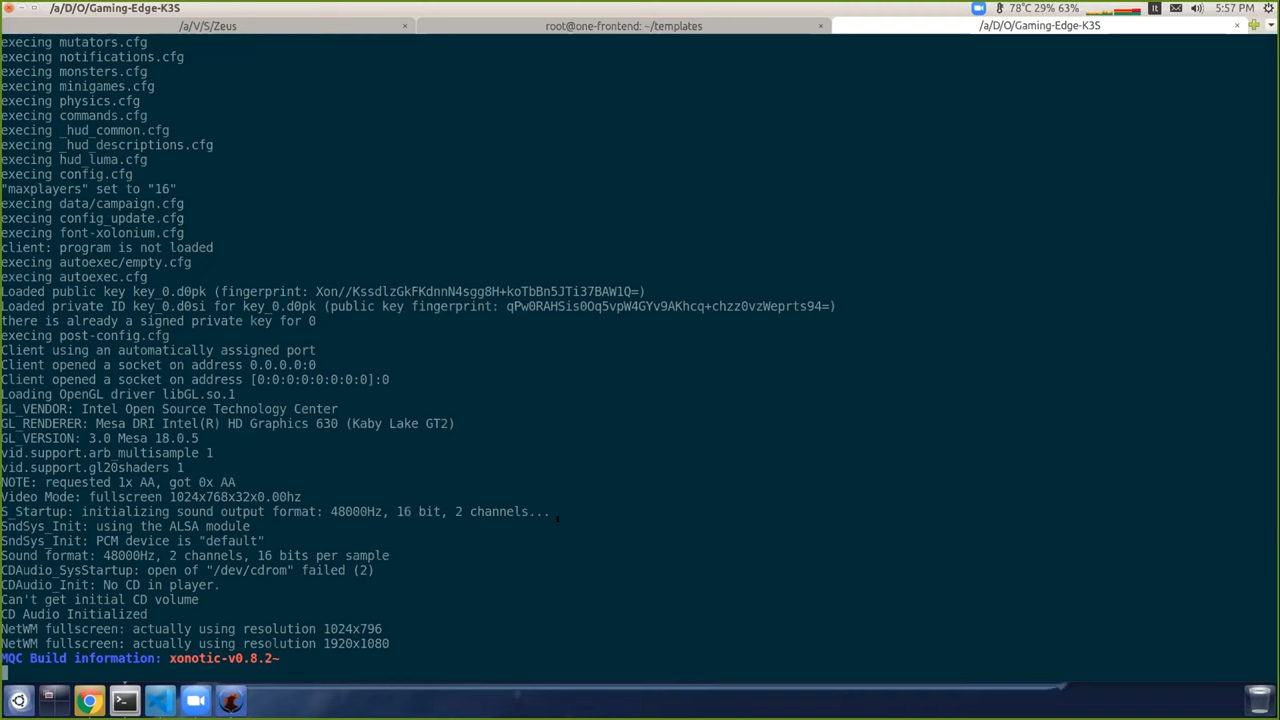 /a/D/O/Gaming-Edge-K3S
78°C 29% 63%
5:57 PM
/a/V/S/Zeus
root@one-frontend: ~/templates
/a/D/O/Gaming-Edge-K3S
execing mutators.cfg
execing notifications.cfg
execing monsters.cfg
execing minigames.cfg
execing physics.cfg
execing commands.cfg
execing _hud_common.cfg
execing _hud_descriptions.cfg
execing hud_luma.cfg
execing config.cfg
"maxplayers" set to "16"
execing data/campaign.cfg
execing config_update.cfg
execing font-xolonium.cfg
client: program is not loaded
execing autoexec/empty.cfg
execing autoexec.cfg
Loaded public key key_0.d0pk (fingerprint: Xon//KssdlzGkFKdnnN4sgg8H+koTbBn5JTi37BAW1Q=)
Loaded private ID key_0.d0si for key_0.d0pk (public key fingerprint: qPw0RAHSis0Oq5vpW4GYv9AKhcq+chzz0vzWeprts94=)
there is already a signed private key for 0
execing post-config.cfg
Client using an automatically assigned port
Client opened a socket on address 0.0.0.0:0
Client opened a socket on address [0:0:0:0:0:0:0:0]:0
Loading OpenGL driver libGL.so.1
GL_VENDOR: Intel Open Source Technology Center
GL_RENDERER: Mesa DRI Intel(R) HD Graphics 630 (Kaby Lake GT2)
GL_VERSION: 3.0 Mesa 18.0.5
vid.support.arb_multisample 1
vid.support.gl20shaders 1
NOTE: requested 1x AA, got 0x AA
Video Mode: fullscreen 1024x768x32x0.00hz
S_Startup: initializing sound output format: 48000Hz, 16 bit, 2 channels...
SndSys_Init: using the ALSA module
SndSys_Init: PCM device is "default"
Sound format: 48000Hz, 2 channels, 16 bits per sample
CDAudio_SysStartup: open of "/dev/cdrom" failed (2)
CDAudio_Init: No CD in player.
Can't get initial CD volume
CD Audio Initialized
NetWM fullscreen: actually using resolution 1024x796
NetWM fullscreen: actually using resolution 1920x1080
MQC Build information: xonotic-v0.8.2~